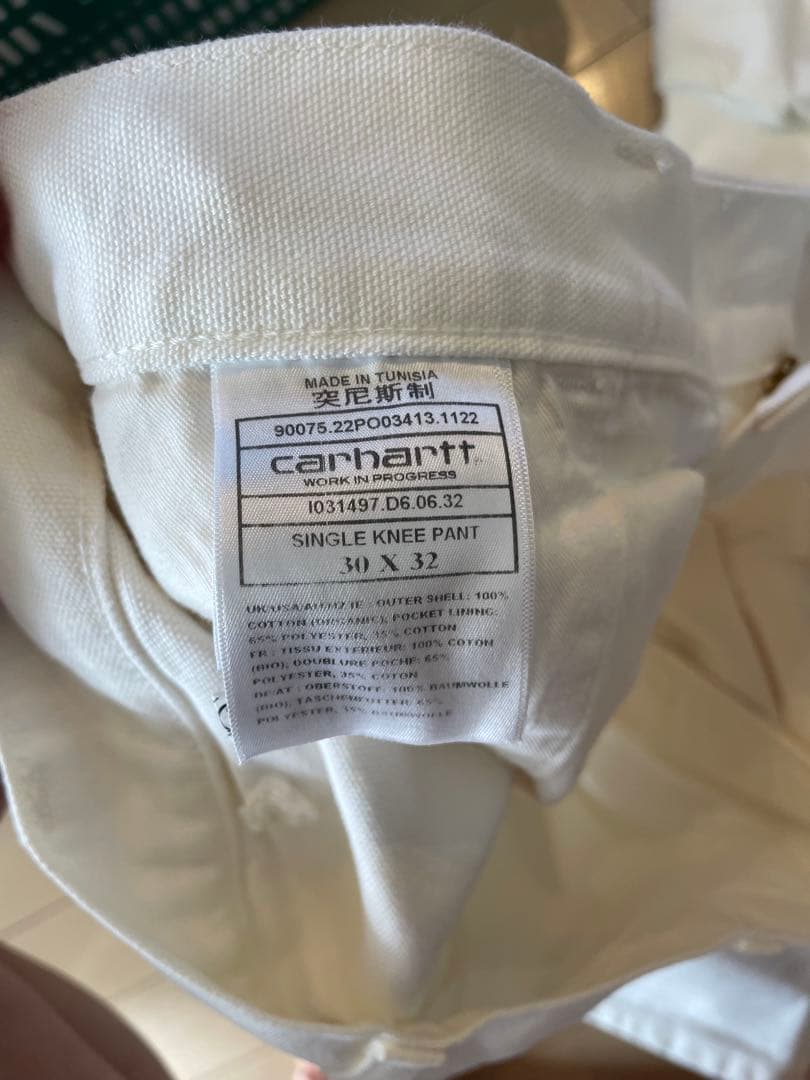 MADE IN TUNISIA
突尼斯制
90075.22PO03413.1122
carhartt
WORK IN PROGRESS
I031497.D6.06.32
SINGLE KNEE PANT
30 X 32
UK/USA/AU/NZ/IE : OUTER SHELL: 100%
COTTON (ORGANIC), POCKET LINING:
65% POLYESTER, 35% COTTON
FR : TISSU EXTERIEUR: 100% COTON
(BIO), DOUBLURE POCHE: 65%
POLYESTER, 35% COTON
DE/AT : OBERSTOFF: 100% BAUMWOLLE
(BIO), TASCHENFUTTER: 65%
POLYESTER, 35% BAUMWOLLE